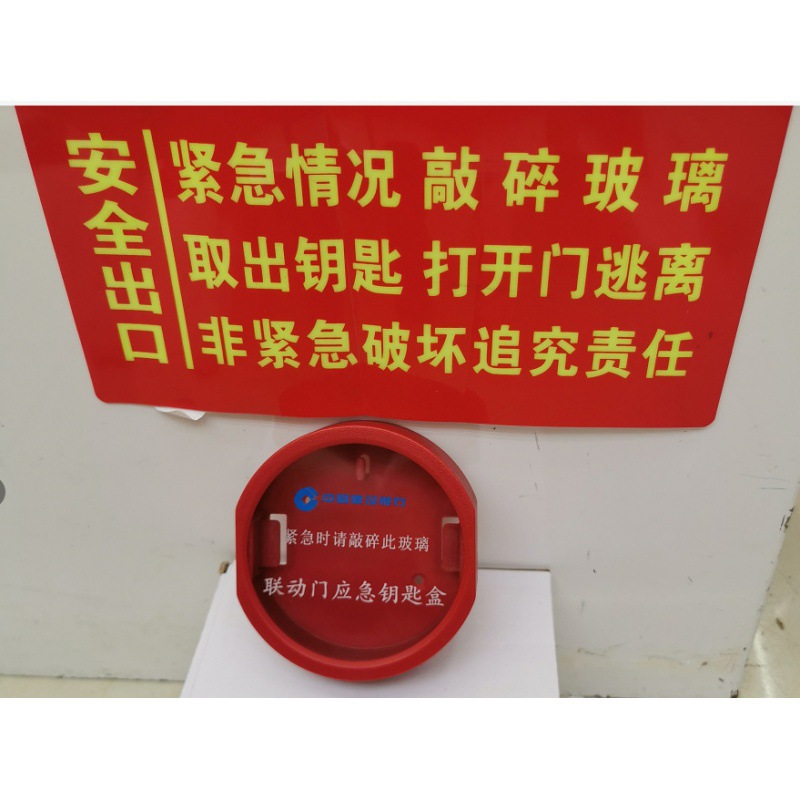 安全出口
紧急情况 敲碎玻璃
取出钥匙 打开门逃离
非紧急破坏追究责任
紧急时请敲碎此玻璃
联动门应急钥匙盒